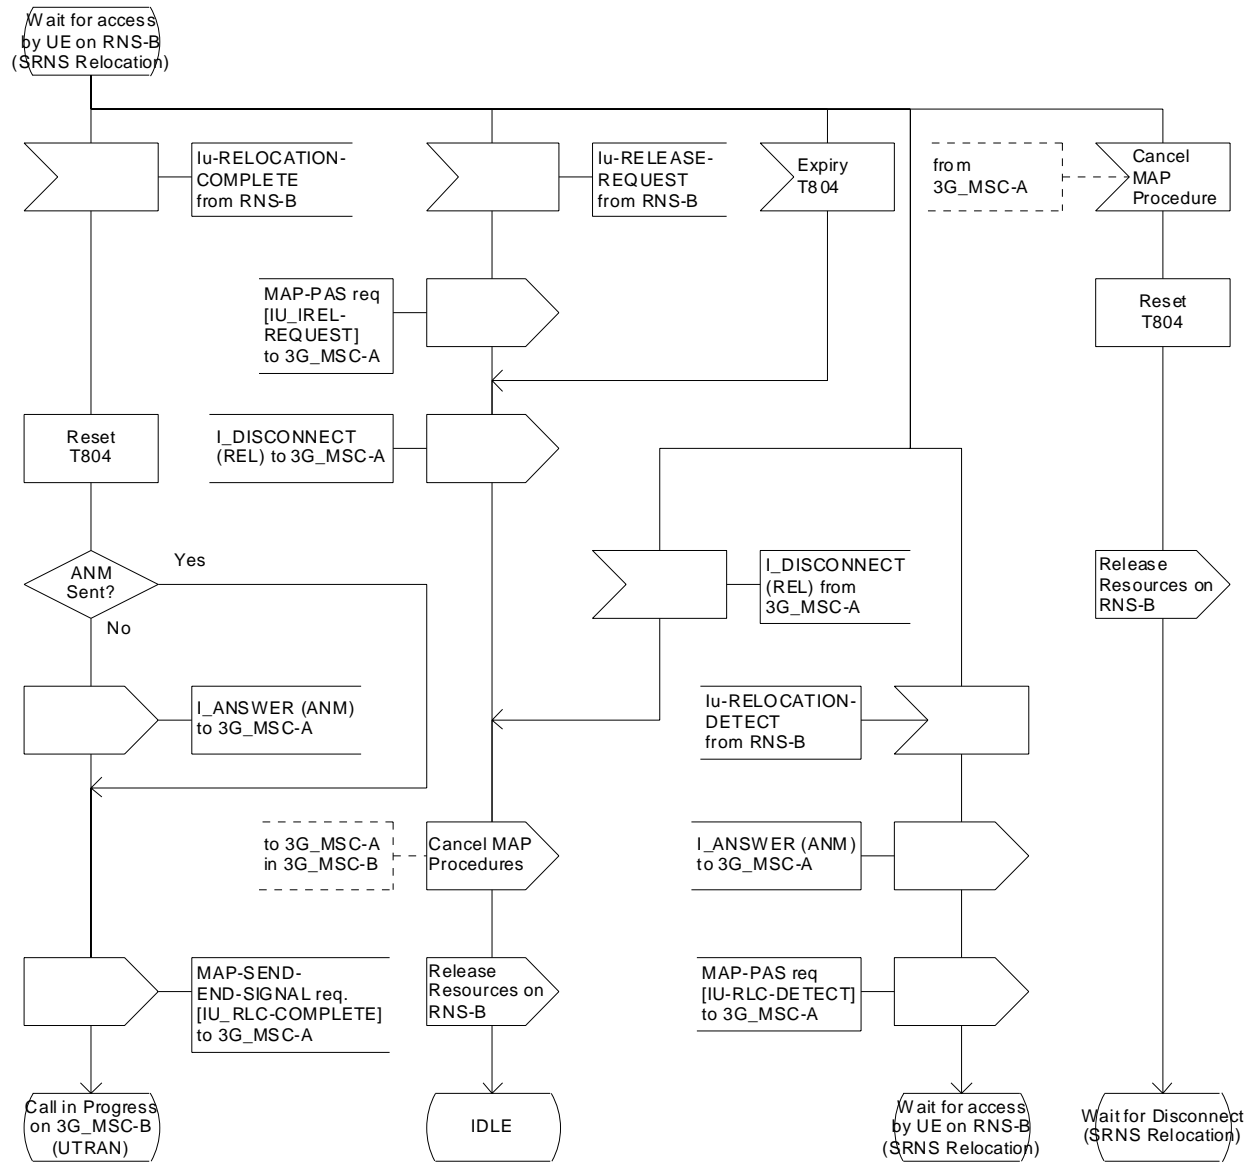 Wait for access
by UE on RNS-B
(SRNS Relocation)
Iu-RELOCATION-
COMPLETE
from RNS-B
Iu-RELEASE-
REQUEST
from RNS-B
Expiry
T804
from
3G_MSC-A
Cancel
MAP
Procedure
MAP-PAS req
[IU_IREL-
REQUEST]
to 3G_MSC-A
Reset
T804
Reset
T804
I_DISCONNECT
(REL) to 3G_MSC-A
ANM
Sent?
Yes
No
I_DISCONNECT
(REL) from
3G_MSC-A
Release
Resources on
RNS-B
I_ANSWER (ANM)
to 3G_MSC-A
Iu-RELOCATION-
DETECT
from RNS-B
to 3G_MSC-A
in 3G_MSC-B
Cancel MAP
Procedures
I_ANSWER (ANM)
to 3G_MSC-A
MAP-SEND-
END-SIGNAL req.
[IU_RLC-COMPLETE]
to 3G_MSC-A
Release
Resources on
RNS-B
MAP-PAS req
[IU-RLC-DETECT]
to 3G_MSC-A
Call in Progress
on 3G_MSC-B
(UTRAN)
IDLE
Wait for access
by UE on RNS-B
(SRNS Relocation)
Wait for Disconnect
(SRNS Relocation)